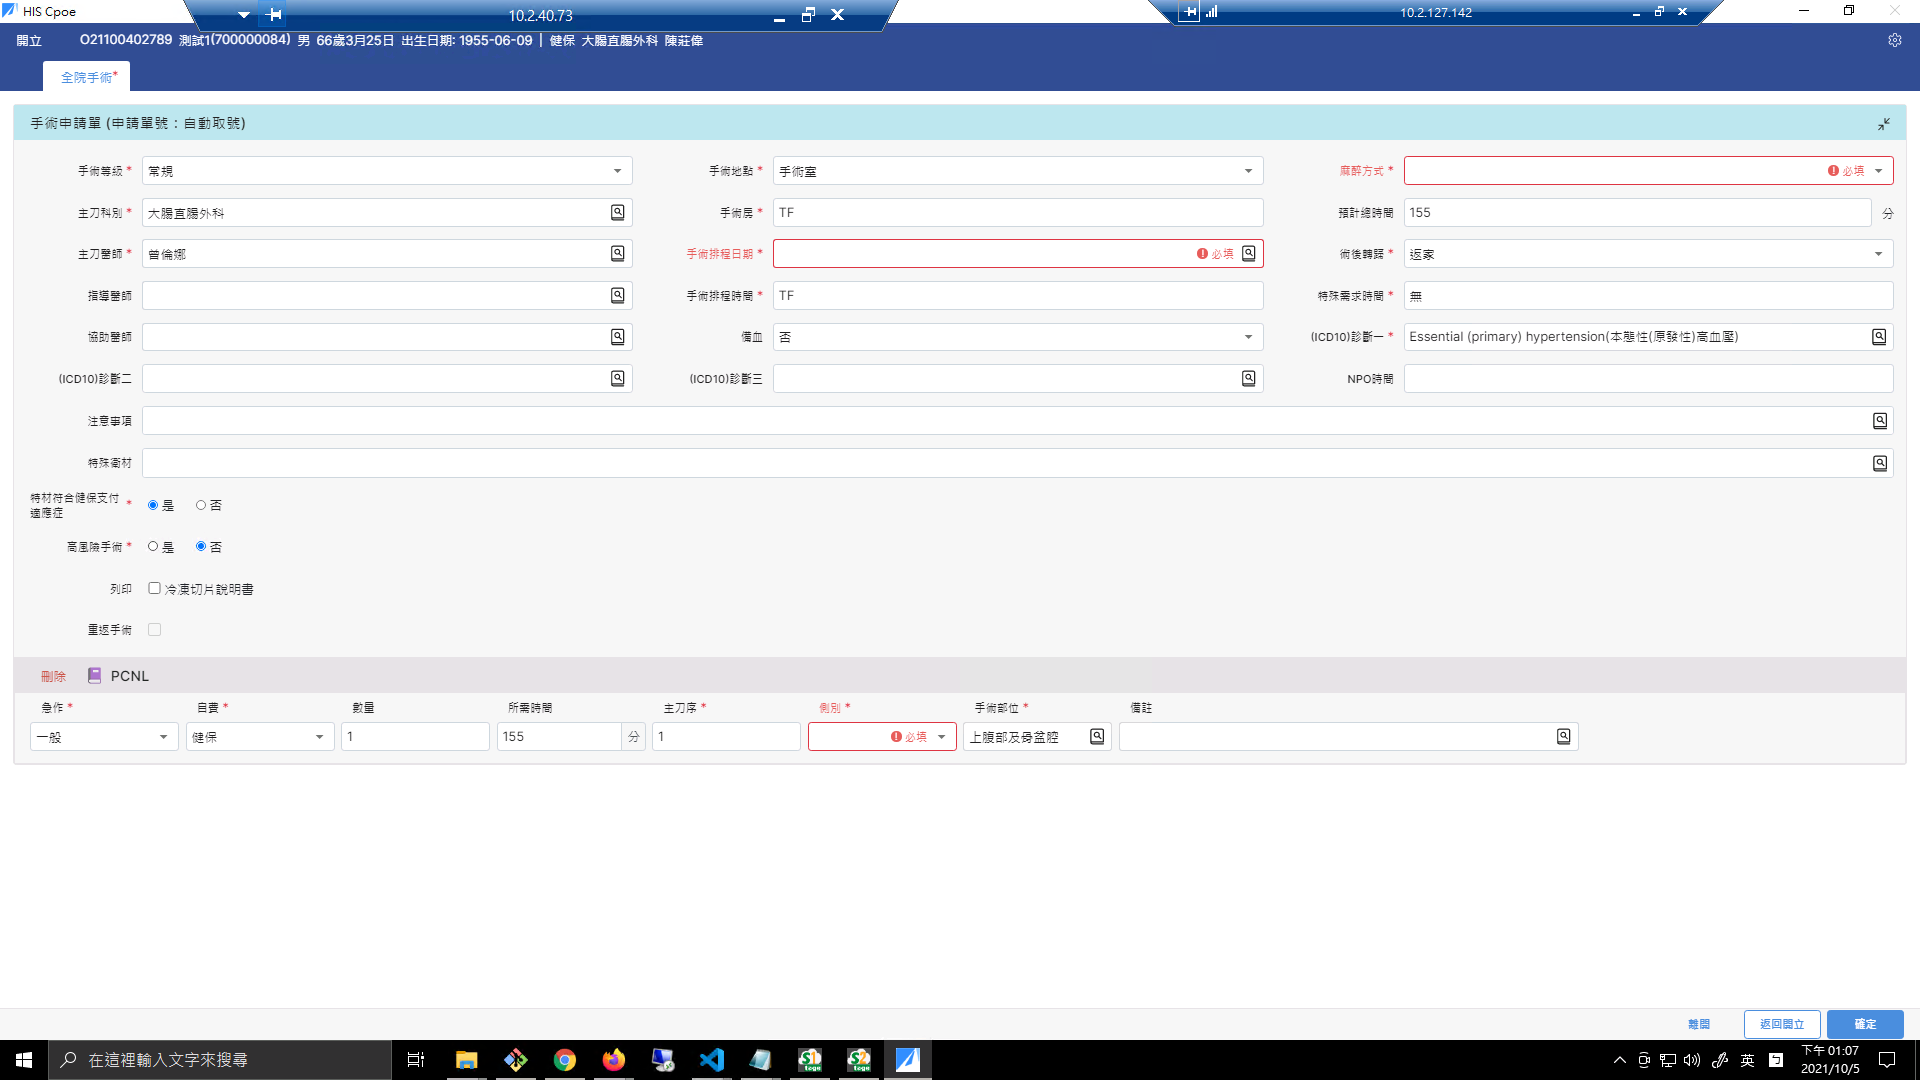 HIS Cpoe
10.2.40.73
10.2.127.142
開立 O21100402789 測試1(700000084) 男 66歲3月25日 出生日期: 1955-06-09 | 健保 大腸直腸外科 陳莊偉
全院手術*
手術申請單 (申請單號：自動取號)
手術等級 * 常規 手術地點 * 手術室 麻醉方式 * 必填
主刀科別 * 大腸直腸外科 手術房 * TF 預計總時間 155 分
主刀醫師 * 曾倫娜 手術排程日期 * 必填 術後轉歸 * 返家
指導醫師 手術排程時間 * TF 特殊需求時間 * 無
協助醫師 備血 否 (ICD10)診斷一 * Essential (primary) hypertension(本態性(原發性)高血壓)
(ICD10)診斷二 (ICD10)診斷三 NPO時間
注意事項
特殊衛材
特材符合健保支付適應症 * 是 否
高風險手術 * 是 否
列印 冷凍切片說明書
重返手術
刪除 PCNL
急作 * 自費 * 數量 所需時間 主刀序 * 側別 * 手術部位 * 備註
一般 健保 1 155 分 1 必填 上腹部及骨盆腔
離開 返回開立 確定
在這裡輸入文字來搜尋
英
下午 01:07
2021/10/5